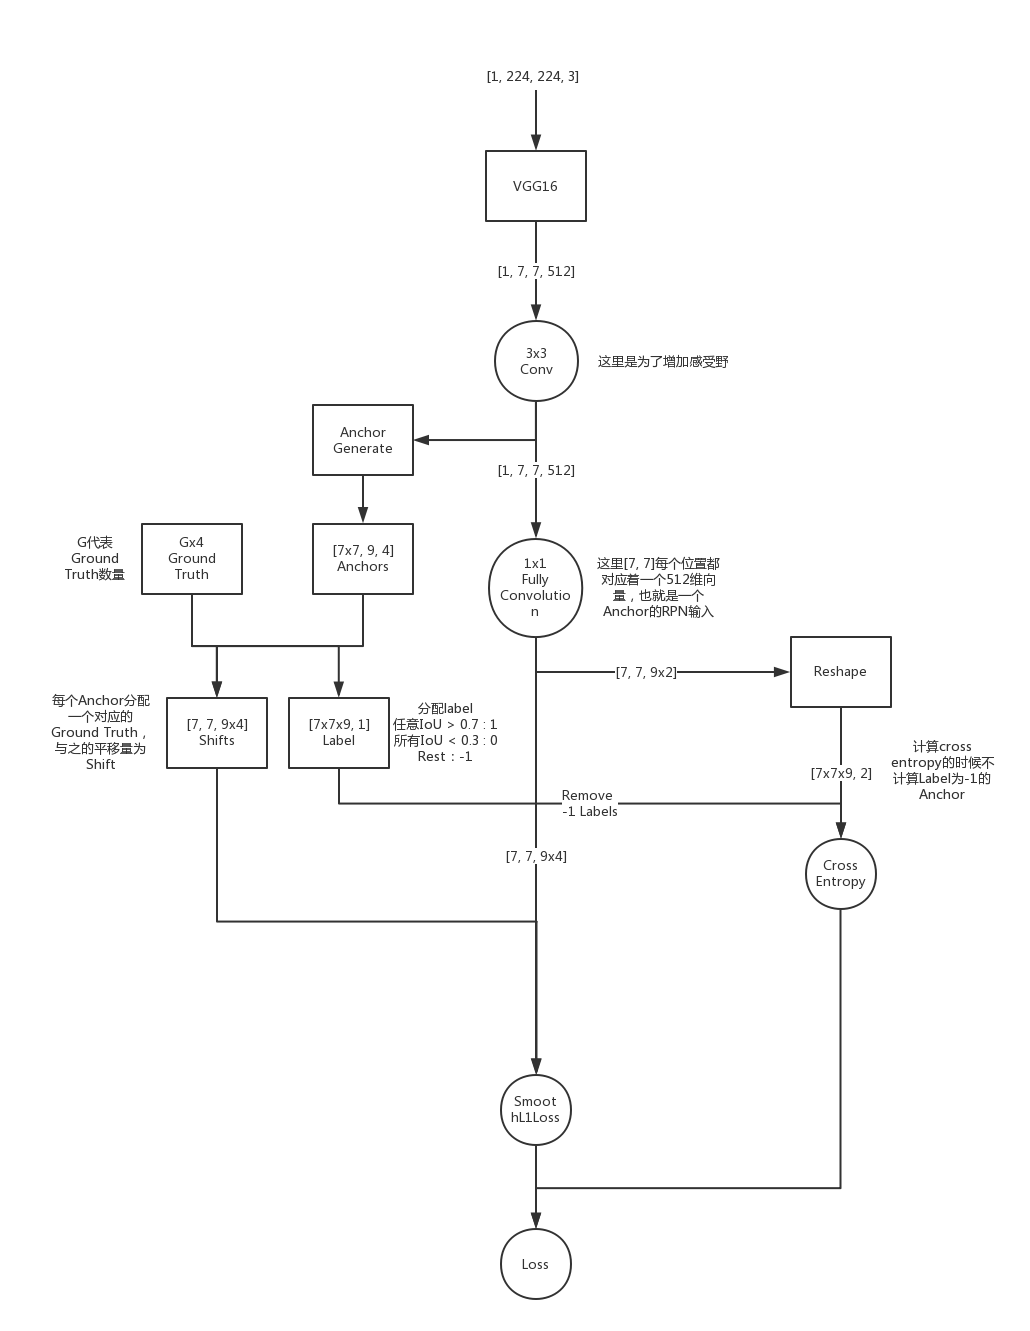 [1, 224, 224, 3]
VGG16
[1, 7, 7, 512]
3x3
Conv
这里是为了增加感受野
Anchor
Generate
[1, 7, 7, 512]
G代表
Ground
Truth数量
Gx4
Ground
Truth
[7x7, 9, 4]
Anchors
1x1
Fully
Convolutio
n
这里[7, 7]每个位置都
对应着一个512维向
量，也就是一个
Anchor的RPN输入
[7, 7, 9x2]
Reshape
每个Anchor分配
一个对应的
Ground Truth，
与之的平移量为
Shift
[7, 7, 9x4]
Shifts
[7x7x9, 1]
Label
分配label
任意IoU > 0.7 : 1
所有IoU < 0.3 : 0
Rest：-1
[7x7x9, 2]
计算cross
entropy的时候不
计算Label为-1的
Anchor
Remove
-1 Labels
[7, 7, 9x4]
Cross
Entropy
Smoot
hL1Loss
Loss